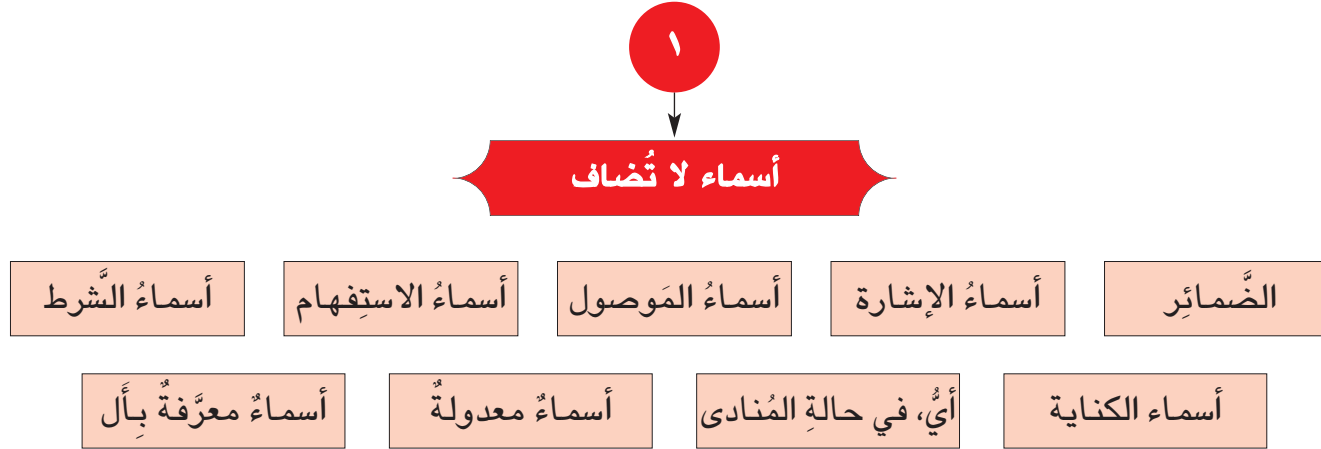 ١
أسماء لا تُضاف
الضَّمائِر أسماءُ الإشارة أسماءُ المَوصول أسماءُ الاستِفهام أسماءُ الشَّرط
أسماء الكناية أيُّ، في حالةِ المُنادى أسماءٌ معدولةٌ أسماءٌ معرَّفةٌ بِأَل